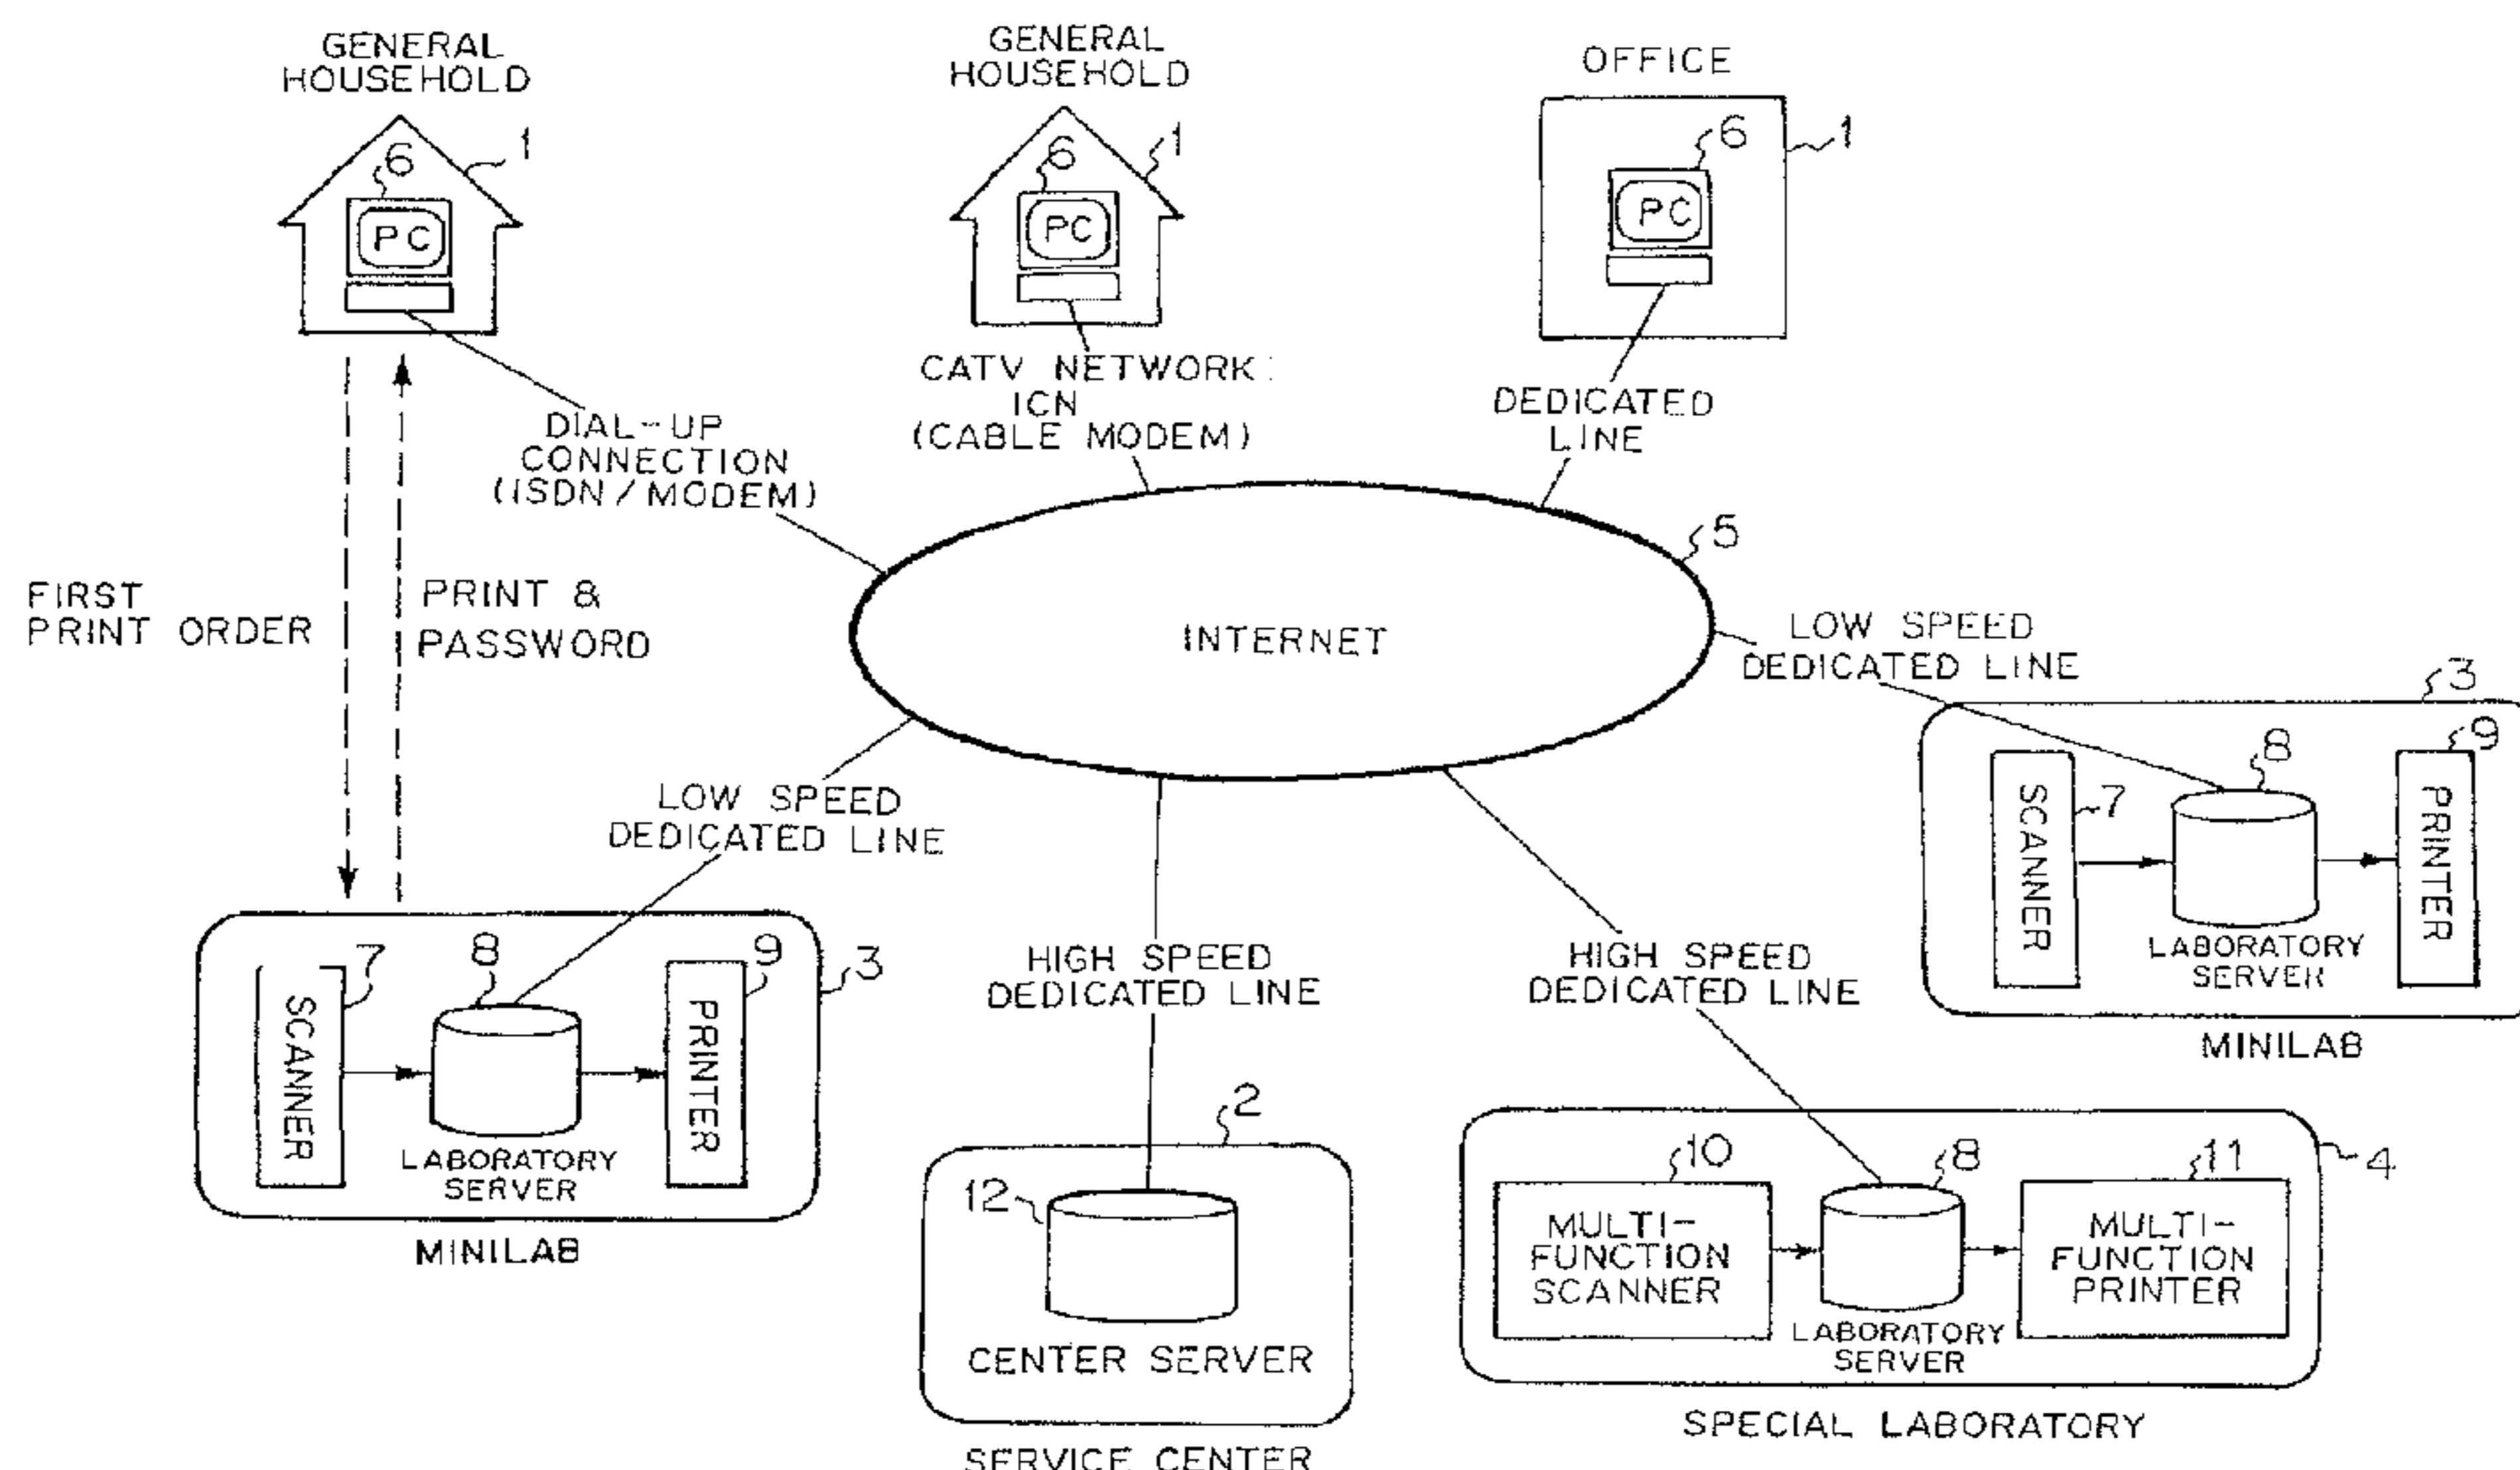 GENERAL
HOUSEHOLD
1
6
PC
GENERAL
HOUSEHOLD
1
6
PC
OFFICE
1
6
PC
DIAL-UP
CONNECTION
(ISDN/MODEM)
CATV NETWORK:
ICN
(CABLE MODEM)
DEDICATED
LINE
FIRST
PRINT ORDER
PRINT &
PASSWORD
5
INTERNET
LOW SPEED
DEDICATED LINE
3
SCANNER
7
8
LABORATORY
SERVER
PRINTER
9
MINILAB
LOW SPEED
DEDICATED LINE
3
SCANNER
7
8
LABORATORY
SERVER
PRINTER
9
MINILAB
HIGH SPEED
DEDICATED LINE
2
12
CENTER SERVER
SERVICE CENTER
HIGH SPEED
DEDICATED LINE
4
10
MULTI-
FUNCTION
SCANNER
8
LABORATORY
SERVER
11
MULTI-
FUNCTION
PRINTER
SPECIAL LABORATORY